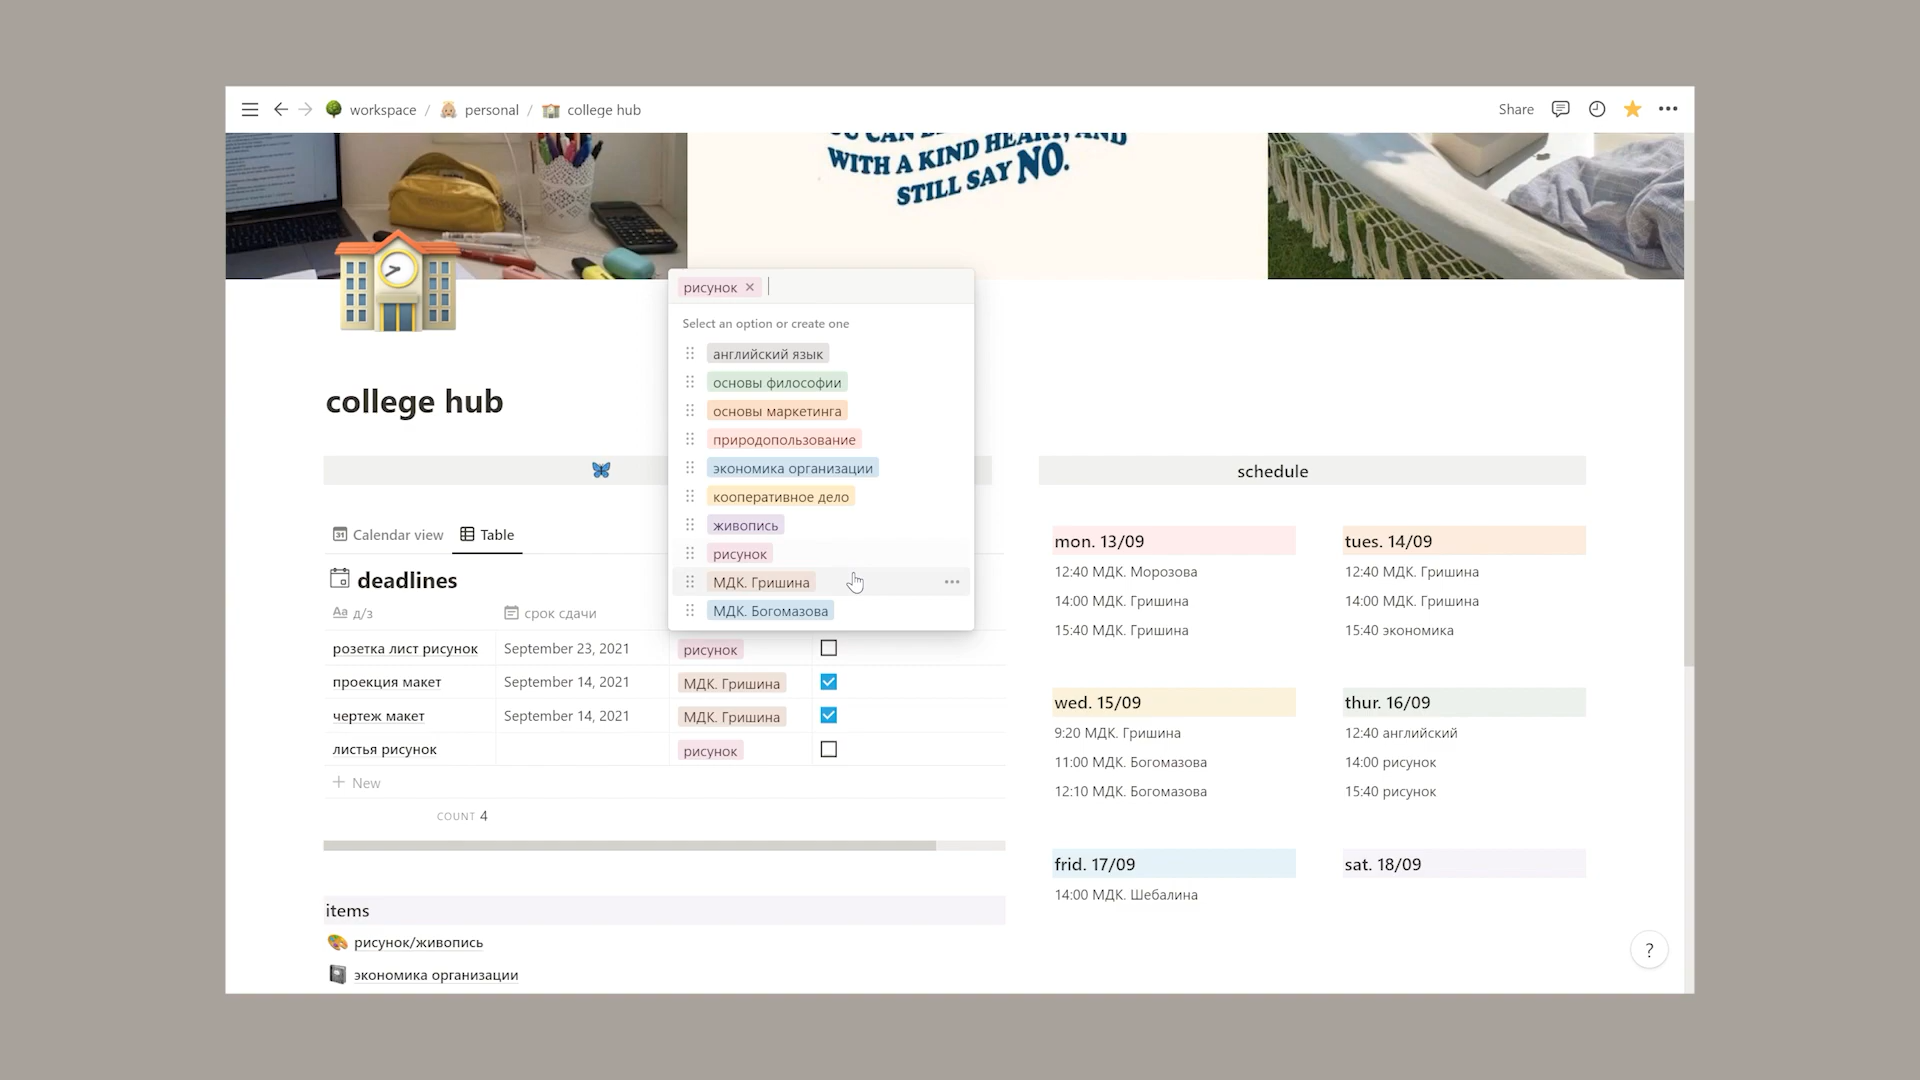 workspace / personal / college hub
Share
WITH A KIND HEART, AND
STILL SAY NO.
рисунок
Select an option or create one
английский язык
основы философии
основы маркетинга
природопользование
экономика организации
кооперативное дело
живопись
рисунок
МДК. Гришина
МДК. Богомазова
college hub
Calendar view
Table
deadlines
Aa д/з
срок сдачи
розетка лист рисунок September 23, 2021 рисунок
проекция макет September 14, 2021 МДК. Гришина
чертеж макет September 14, 2021 МДК. Гришина
листья рисунок рисунок
+ New
COUNT 4
items
рисунок/живопись
экономика организации
schedule
mon. 13/09
12:40 МДК. Морозова
14:00 МДК. Гришина
15:40 МДК. Гришина
tues. 14/09
12:40 МДК. Гришина
14:00 МДК. Гришина
15:40 экономика
wed. 15/09
9:20 МДК. Гришина
11:00 МДК. Богомазова
12:10 МДК. Богомазова
thur. 16/09
12:40 английский
14:00 рисунок
15:40 рисунок
frid. 17/09
14:00 МДК. Шебалина
sat. 18/09
?